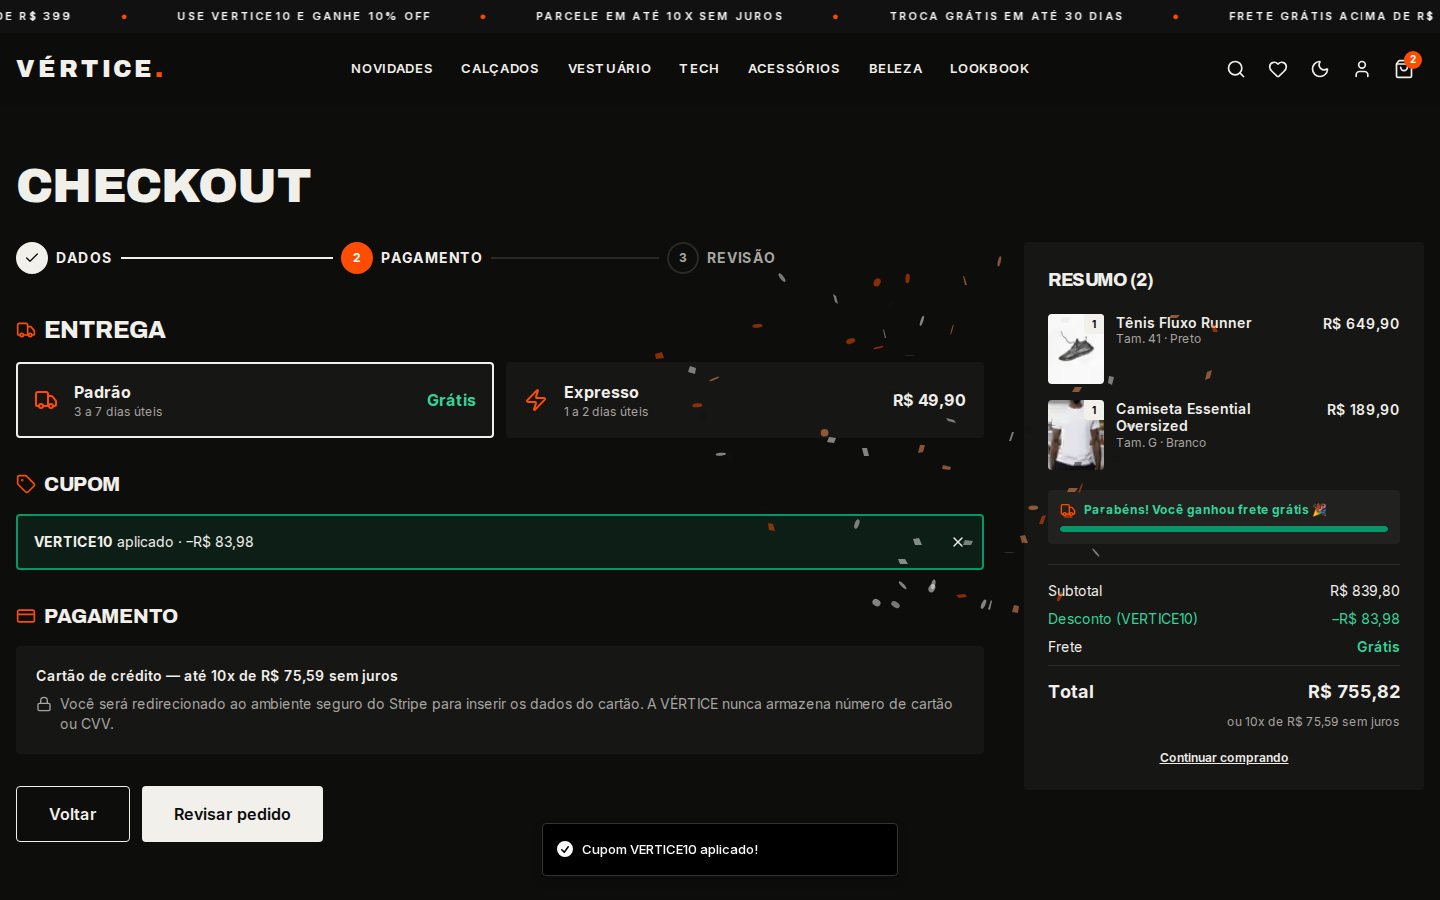 DE R$ 399 • USE VERTICE10 E GANHE 10% OFF • PARCELE EM ATÉ 10X SEM JUROS • TROCA GRÁTIS EM ATÉ 30 DIAS • FRETE GRÁTIS ACIMA DE R$
VÉRTICE.
NOVIDADES CALÇADOS VESTUÁRIO TECH ACESSÓRIOS BELEZA LOOKBOOK
2
CHECKOUT
DADOS
2 PAGAMENTO
3 REVISÃO
ENTREGA
Padrão
3 a 7 dias úteis
Grátis
Expresso
1 a 2 dias úteis
R$ 49,90
CUPOM
VERTICE10 aplicado · −R$ 83,98
PAGAMENTO
Cartão de crédito — até 10x de R$ 75,59 sem juros
Você será redirecionado ao ambiente seguro do Stripe para inserir os dados do cartão. A VÉRTICE nunca armazena número de cartão
ou CVV.
Voltar
Revisar pedido
RESUMO (2)
1
Tênis Fluxo Runner
R$ 649,90
Tam. 41 · Preto
1
Camiseta Essential
Oversized
R$ 189,90
Tam. G · Branco
Parabéns! Você ganhou frete grátis 🎉
Subtotal R$ 839,80
Desconto (VERTICE10) −R$ 83,98
Frete Grátis
Total R$ 755,82
ou 10x de R$ 75,59 sem juros
Continuar comprando
Cupom VERTICE10 aplicado!